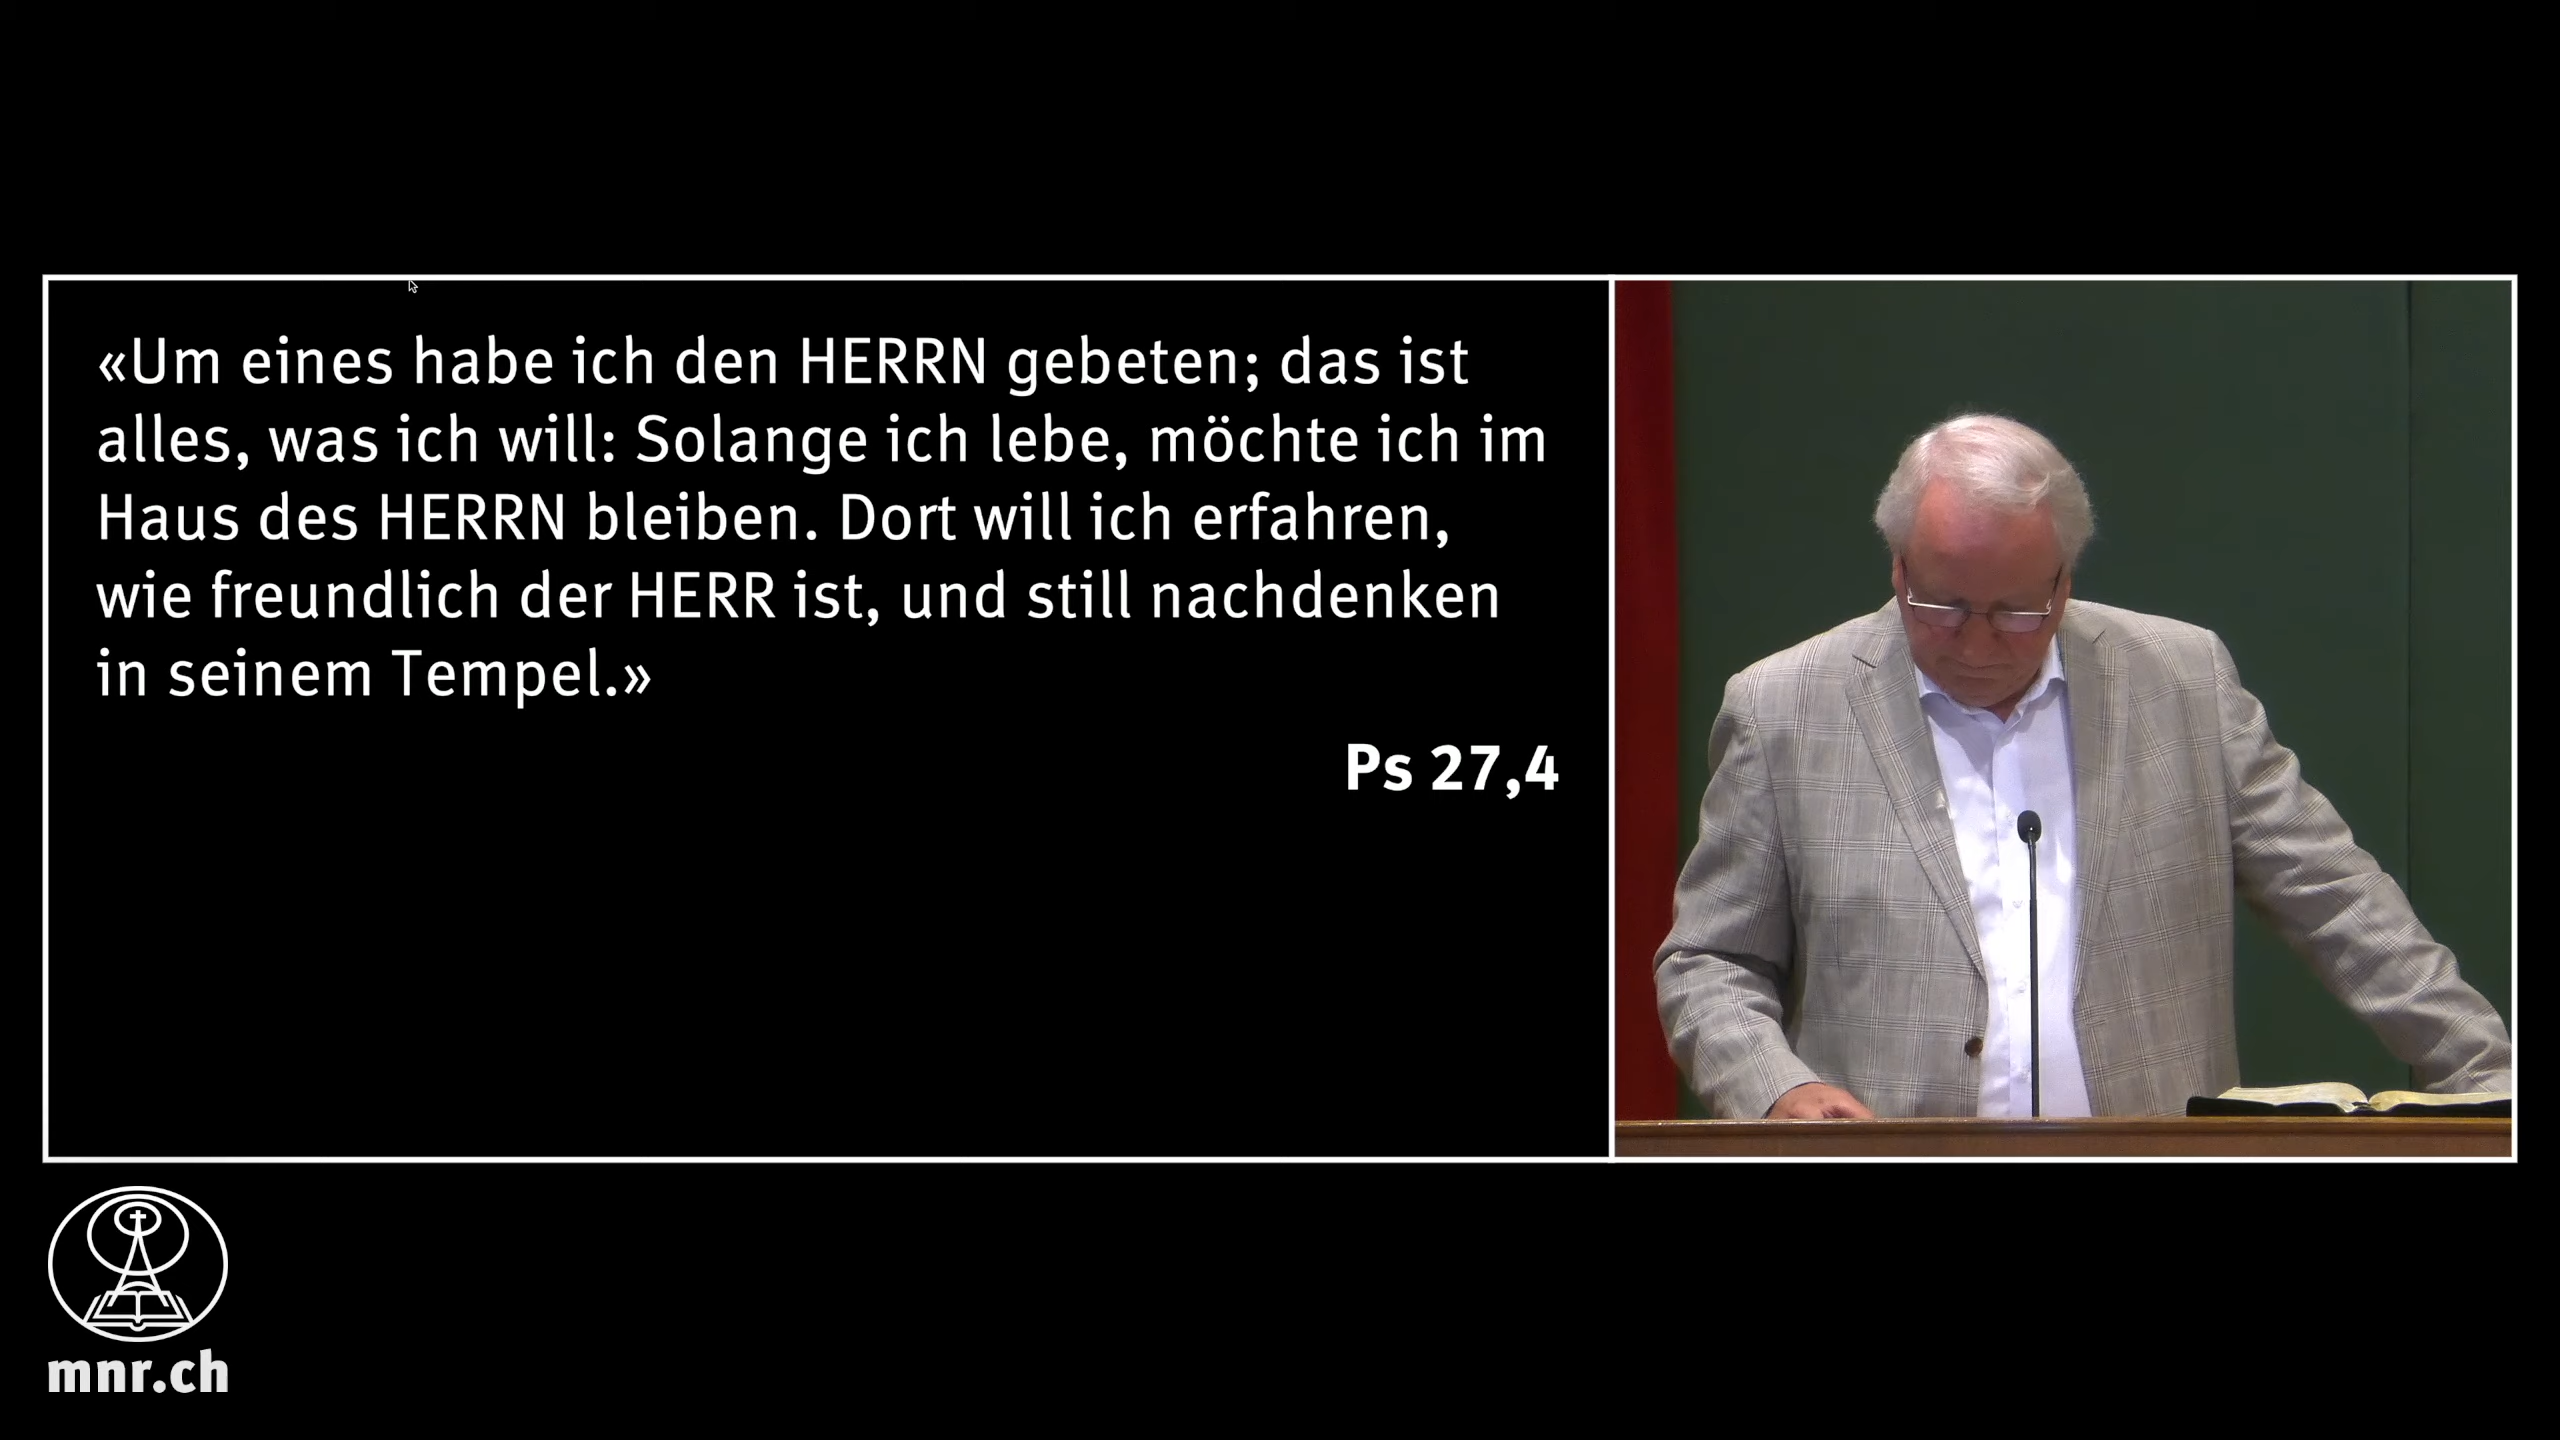 «Um eines habe ich den HERRN gebeten; das ist
alles, was ich will: Solange ich lebe, möchte ich im
Haus des HERRN bleiben. Dort will ich erfahren,
wie freundlich der HERR ist, und still nachdenken
in seinem Tempel.»
Ps 27,4
mnr.ch